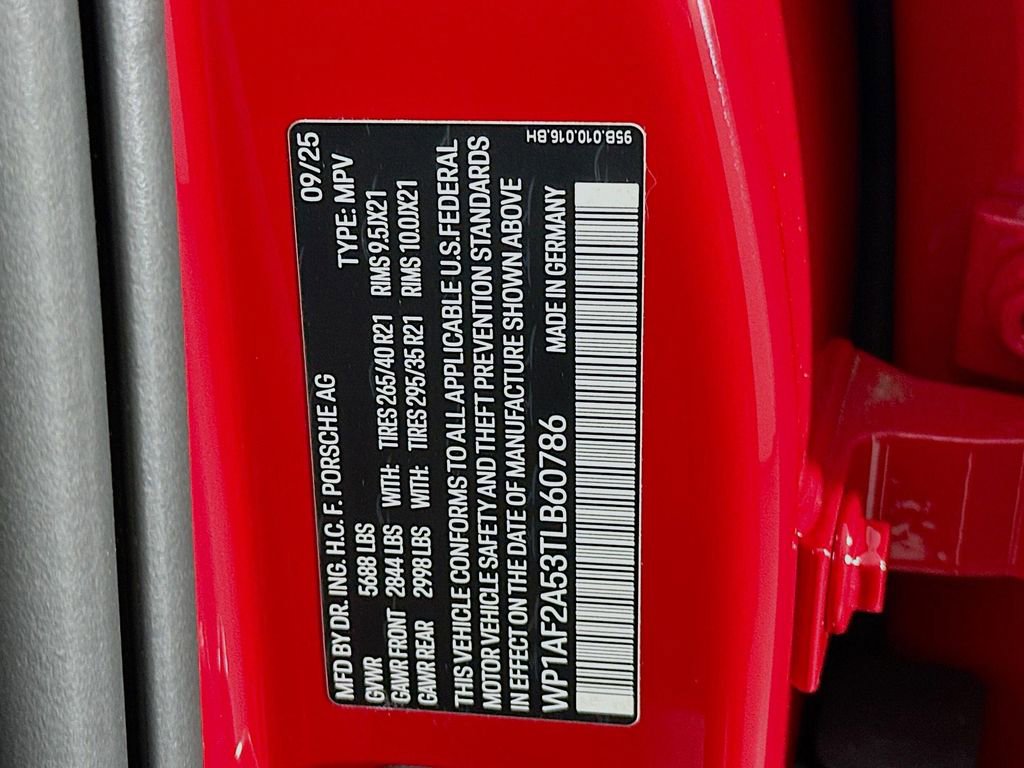 MFD BY DR. ING. H.C. F. PORSCHE AG 09/25
GVWR 5688 LBS TYPE: MPV
GAWR FRONT 2844 LBS WITH: TIRES 265/40 R21 RIMS 9.5JX21
GAWR REAR 2998 LBS WITH: TIRES 295/35 R21 RIMS 10.0JX21
THIS VEHICLE CONFORMS TO ALL APPLICABLE U.S. FEDERAL
MOTOR VEHICLE SAFETY AND THEFT PREVENTION STANDARDS
IN EFFECT ON THE DATE OF MANUFACTURE SHOWN ABOVE
WP1AF2A53TLB60786 MADE IN GERMANY
95B.010.016.BH